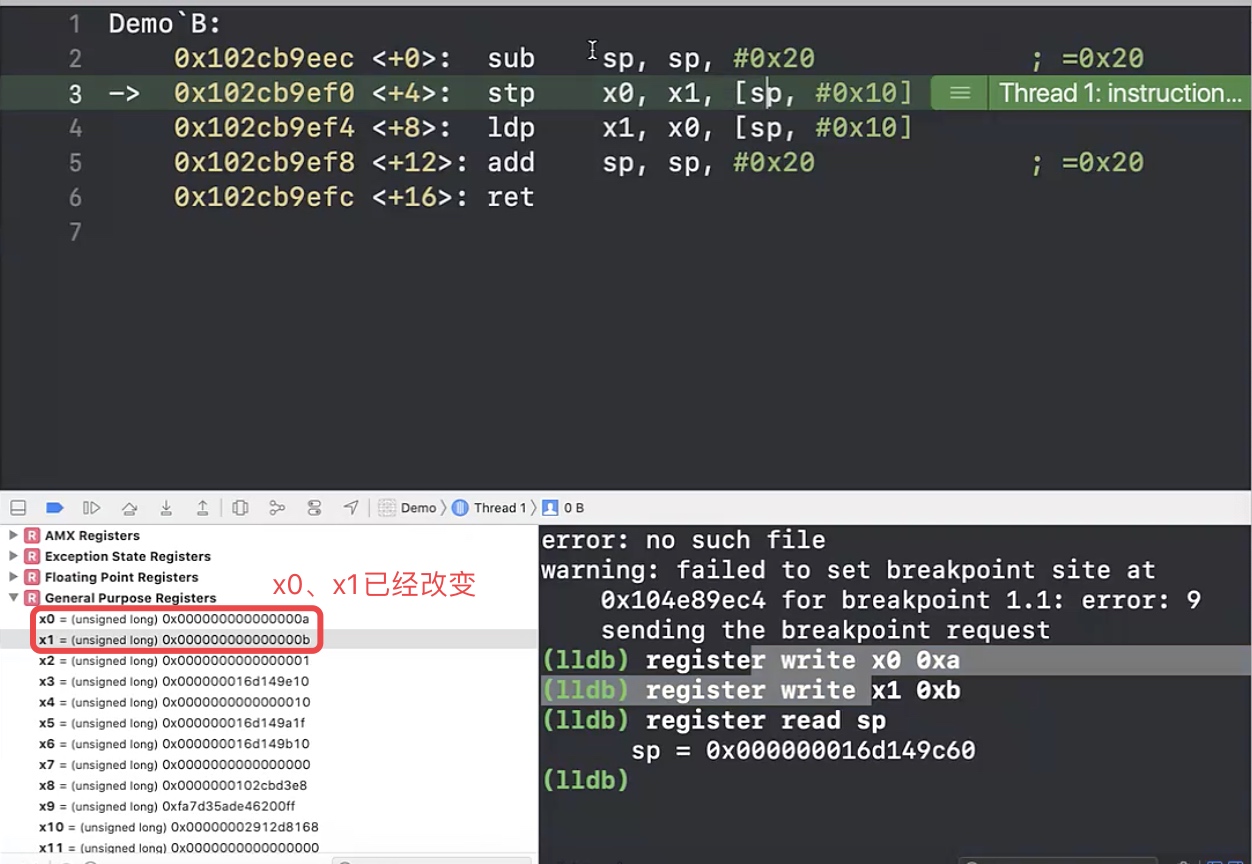 1 Demo`B:
2 0x102cb9eec <+0>: sub sp, sp, #0x20 ; =0x20
3 -> 0x102cb9ef0 <+4>: stp x0, x1, [sp, #0x10] Thread 1: instruction...
4 0x102cb9ef4 <+8>: ldp x1, x0, [sp, #0x10]
5 0x102cb9ef8 <+12>: add sp, sp, #0x20 ; =0x20
6 0x102cb9efc <+16>: ret
7
Demo Thread 1 0 B
R AMX Registers
R Exception State Registers
R Floating Point Registers
x0、x1已经改变
R General Purpose Registers
x0 = (unsigned long) 0x000000000000000a
x1 = (unsigned long) 0x000000000000000b
x2 = (unsigned long) 0x0000000000000001
x3 = (unsigned long) 0x000000016d149e10
x4 = (unsigned long) 0x0000000000000010
x5 = (unsigned long) 0x000000016d149a1f
x6 = (unsigned long) 0x000000016d149b10
x7 = (unsigned long) 0x0000000000000000
x8 = (unsigned long) 0x0000000102cbd3e8
x9 = (unsigned long) 0xfa7d35ade46200ff
x10 = (unsigned long) 0x00000002912d8168
x11 = (unsigned long) 0x0000000000000000
error: no such file
warning: failed to set breakpoint site at
0x104e89ec4 for breakpoint 1.1: error: 9
sending the breakpoint request
(lldb) register write x0 0xa
(lldb) register write x1 0xb
(lldb) register read sp
sp = 0x000000016d149c60
(lldb)